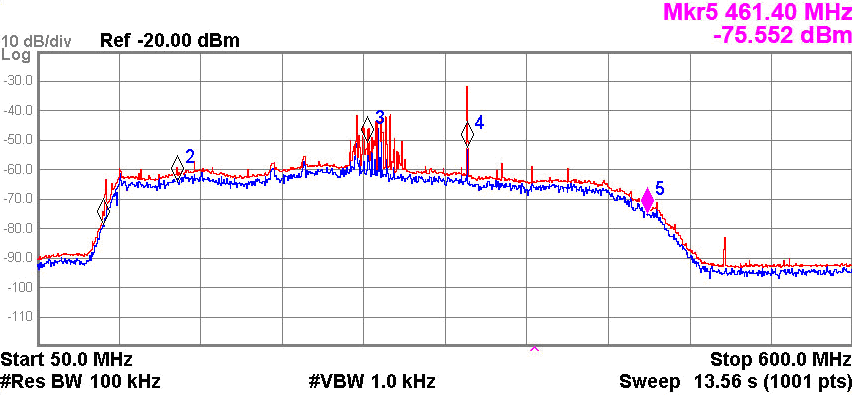 Mkr5 461.40 MHz
-75.552 dBm
10 dB/div
Log
Ref -20.00 dBm
-30.0
-40.0
-50.0
-60.0
-70.0
-80.0
-90.0
-100
-110
2
3
4
5
Start 50.0 MHz
Stop 600.0 MHz
#Res BW 100 kHz
#VBW 1.0 kHz
Sweep 13.56 s (1001 pts)